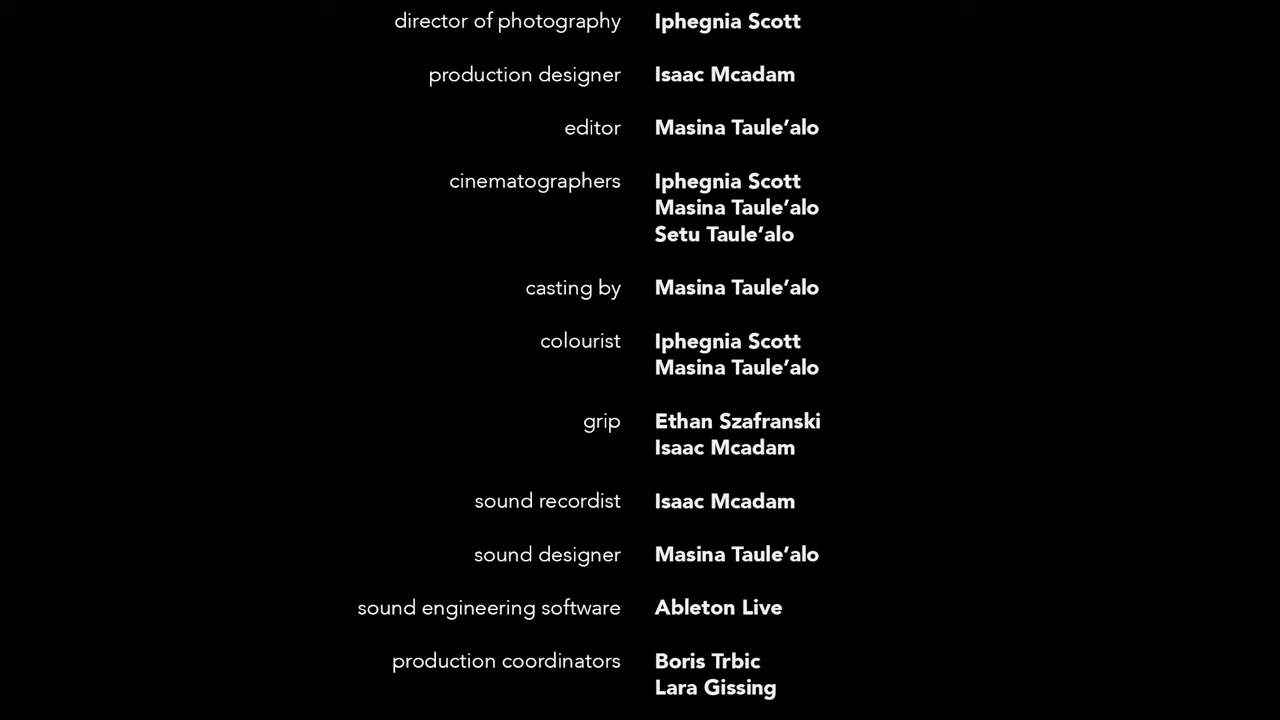 director of photography Iphegnia Scott
production designer Isaac Mcadam
editor Masina Taule’alo
cinematographers Iphegnia Scott
Masina Taule’alo
Setu Taule’alo
casting by Masina Taule’alo
colourist Iphegnia Scott
Masina Taule’alo
grip Ethan Szafranski
Isaac Mcadam
sound recordist Isaac Mcadam
sound designer Masina Taule’alo
sound engineering software Ableton Live
production coordinators Boris Trbic
Lara Gissing